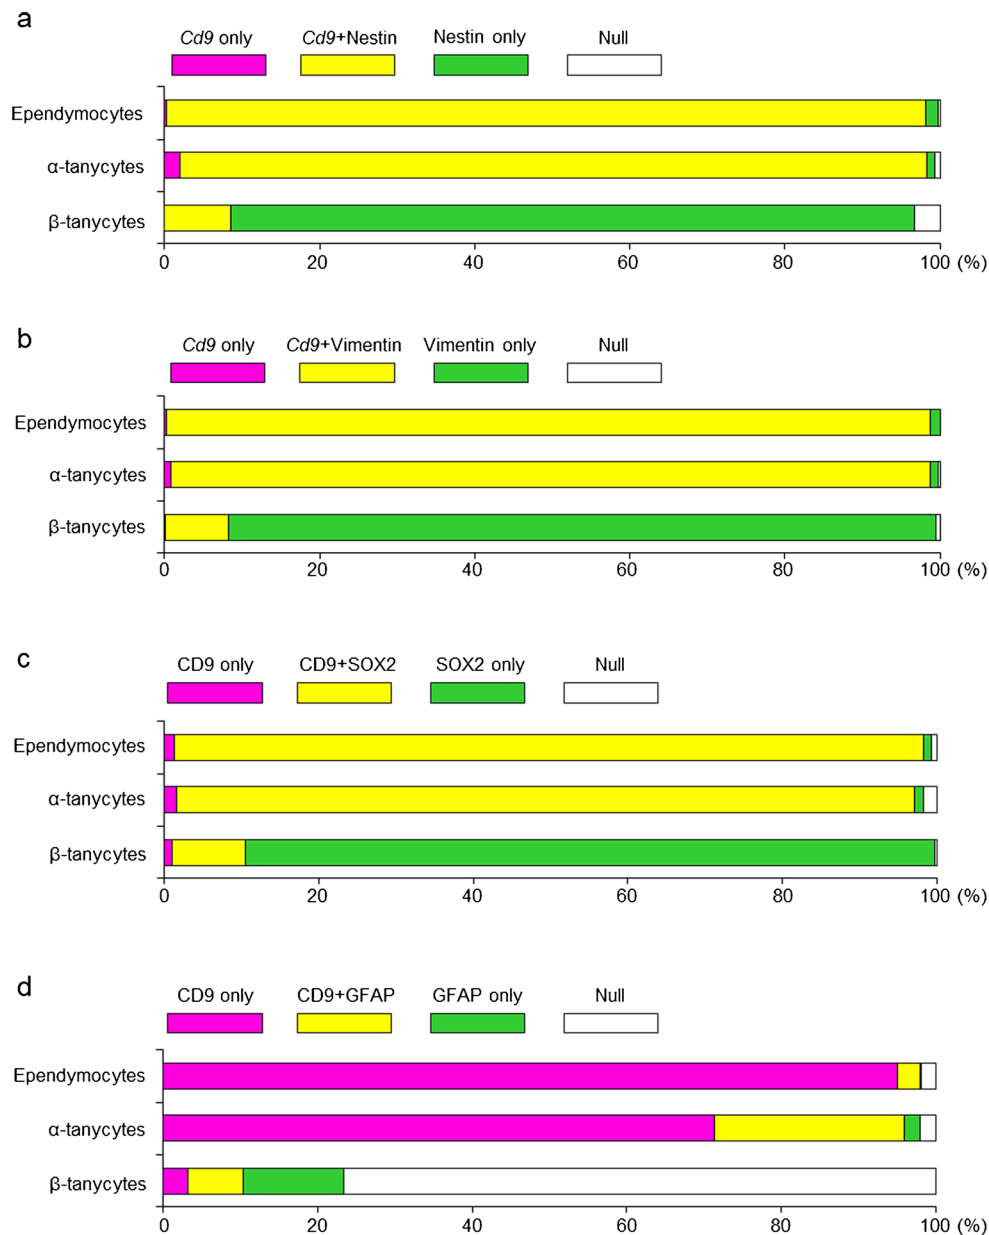 a
Cd9 only Cd9+Nestin Nestin only Null
Ependymocytes
α-tanycytes
β-tanycytes
0 20 40 60 80 100 (%)
b
Cd9 only Cd9+Vimentin Vimentin only Null
Ependymocytes
α-tanycytes
β-tanycytes
0 20 40 60 80 100 (%)
c
CD9 only CD9+SOX2 SOX2 only Null
Ependymocytes
α-tanycytes
β-tanycytes
0 20 40 60 80 100 (%)
d
CD9 only CD9+GFAP GFAP only Null
Ependymocytes
α-tanycytes
β-tanycytes
0 20 40 60 80 100 (%)